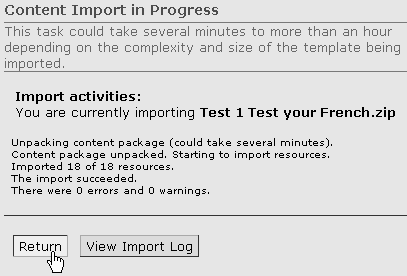 Content Import in Progress
This task could take several minutes to more than an hour
depending on the complexity and size of the template being
imported.
Import activities:
You are currently importing Test 1 Test your French.zip
Unpacking content package (could take several minutes).
Content package unpacked. Starting to import resources.
Imported 18 of 18 resources.
The import succeeded.
There were 0 errors and 0 warnings.
Return
View Import Log